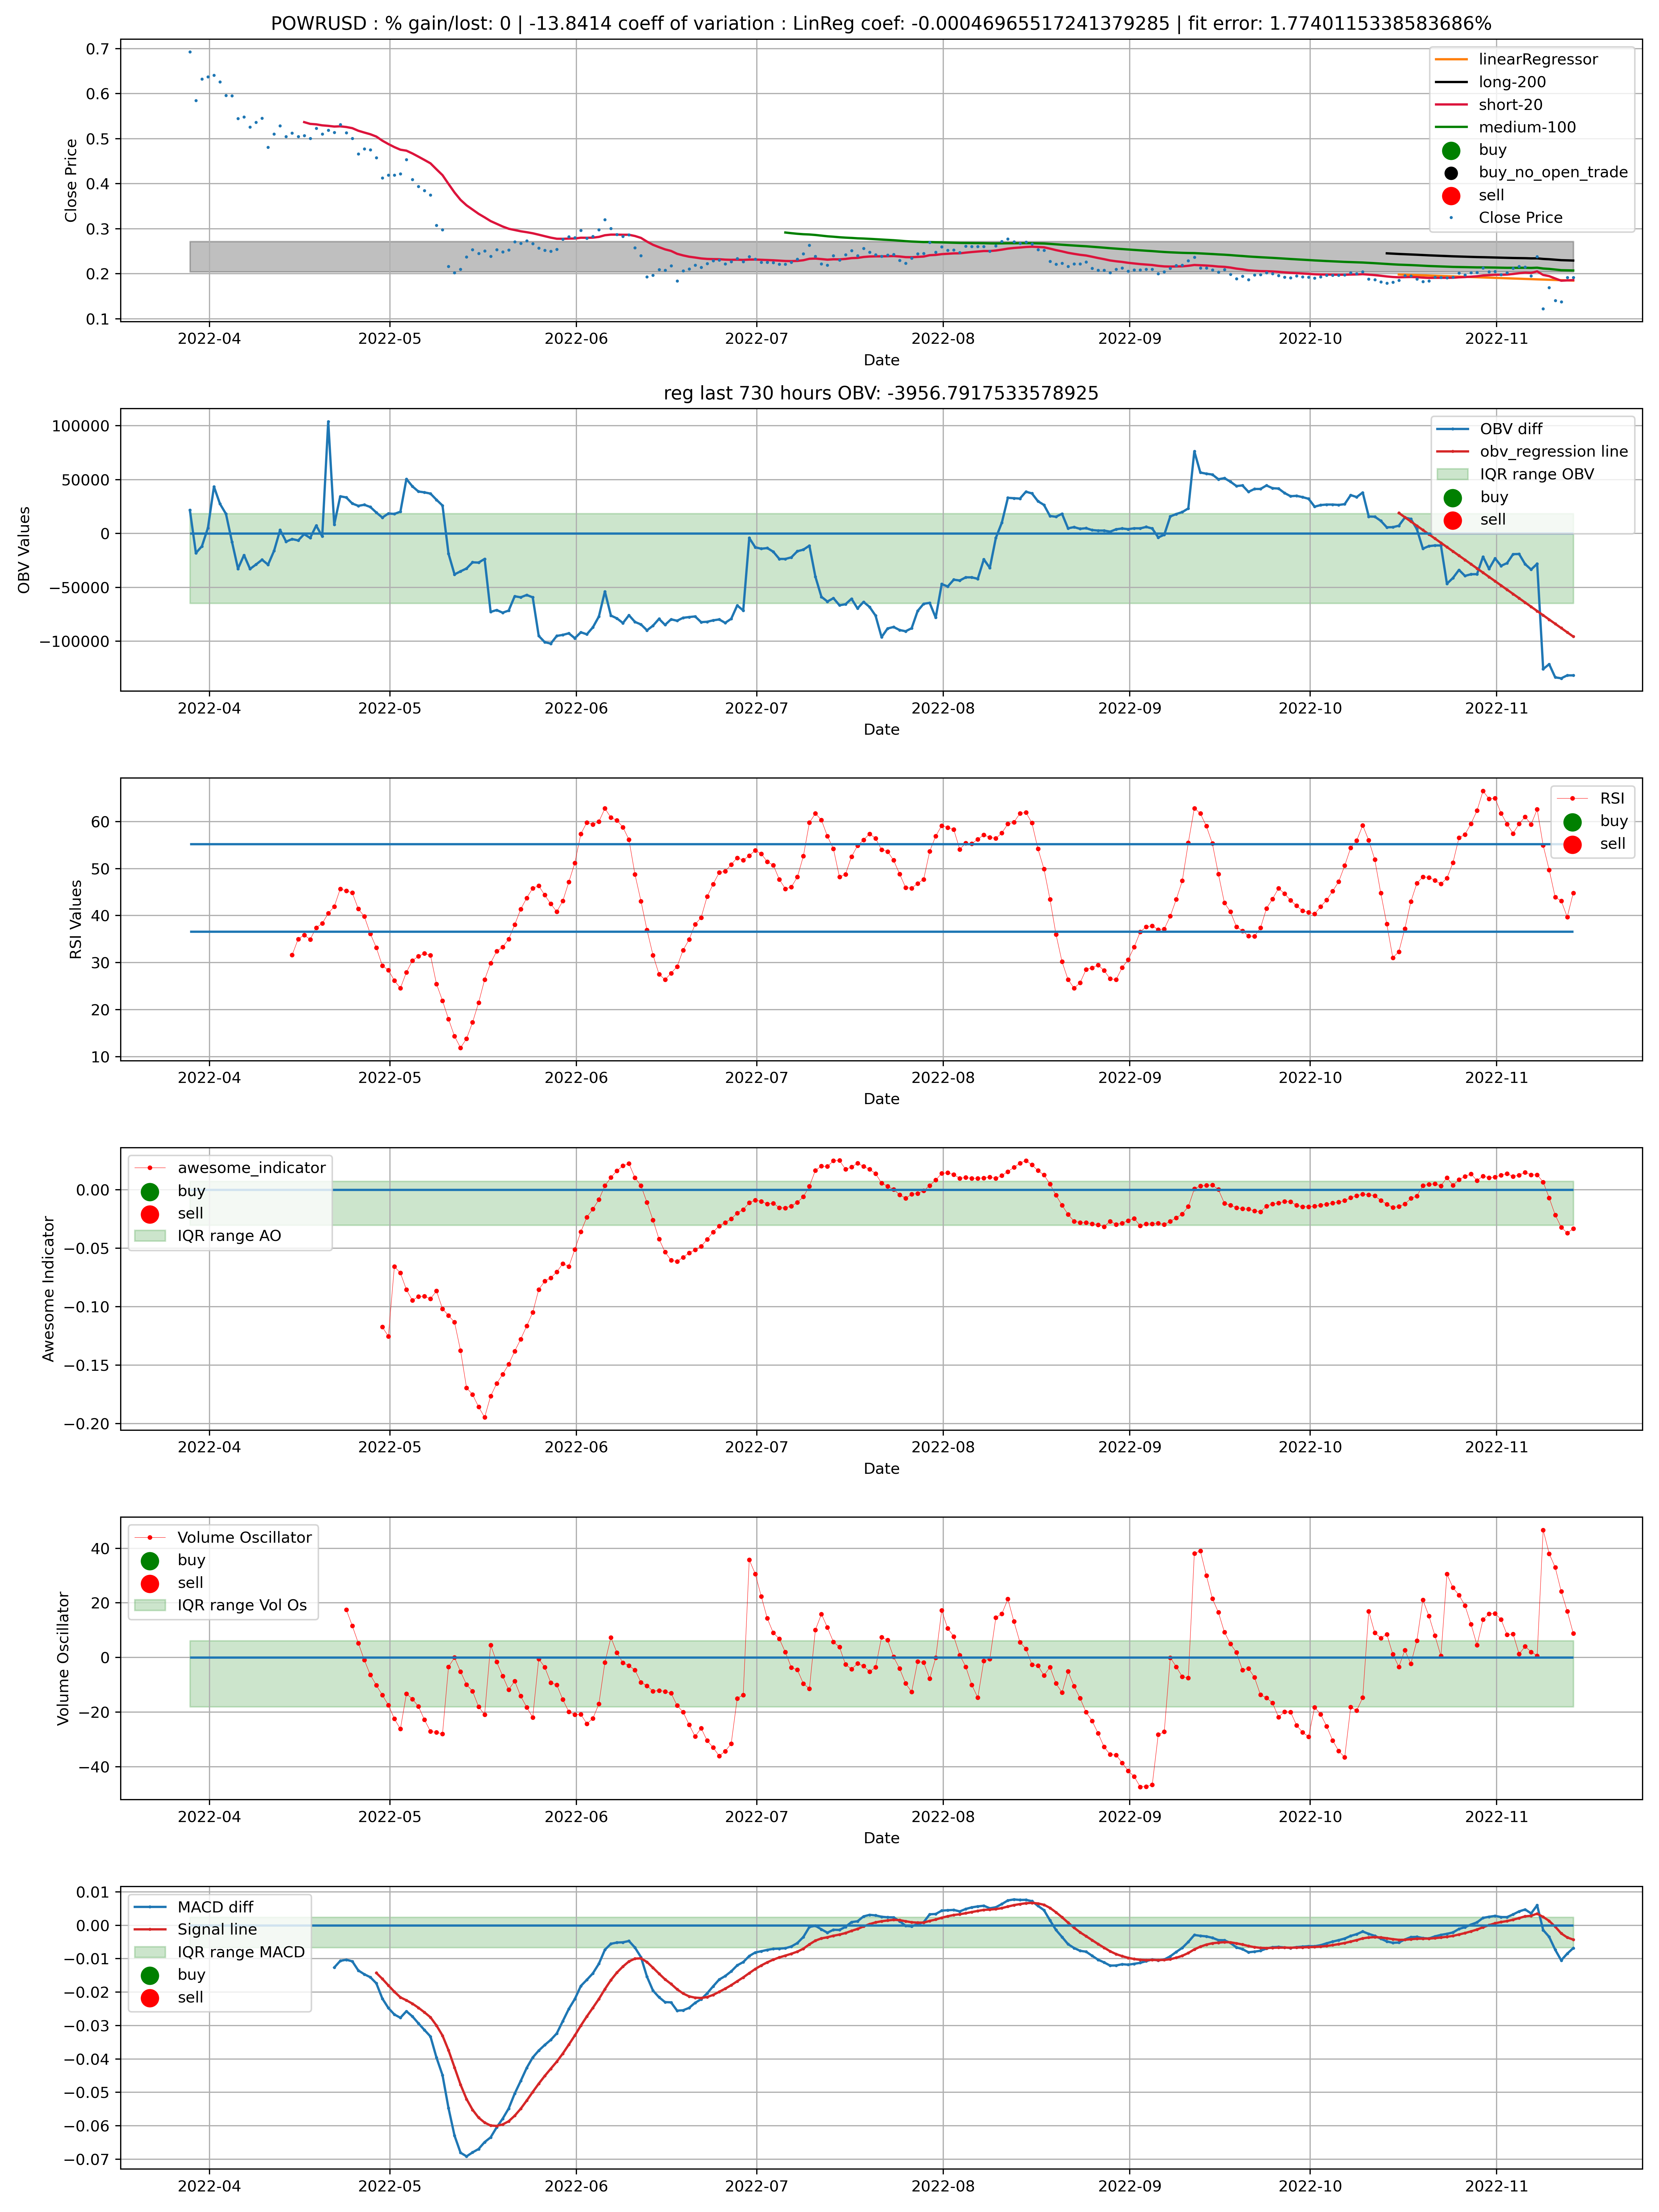 POWRUSD : % gain/lost: 0 | -13.8414 coeff of variation : LinReg coef: -0.00046965517241379285 | fit error: 1.7740115338583686%
0.7
0.6
0.5
0.4
0.3
0.2
0.1
Close Price
linearRegressor
long-200
short-20
medium-100
buy
buy_no_open_trade
sell
Close Price
2022-04 2022-05 2022-06 2022-07 2022-08 2022-09 2022-10 2022-11
Date
reg last 730 hours OBV: -3956.7917533578925
100000
50000
0
−50000
−100000
OBV Values
OBV diff
obv_regression line
IQR range OBV
buy
sell
2022-04 2022-05 2022-06 2022-07 2022-08 2022-09 2022-10 2022-11
Date
60
50
40
30
20
10
RSI Values
RSI
buy
sell
2022-04 2022-05 2022-06 2022-07 2022-08 2022-09 2022-10 2022-11
Date
0.00
−0.05
−0.10
−0.15
−0.20
Awesome Indicator
awesome_indicator
buy
sell
IQR range AO
2022-04 2022-05 2022-06 2022-07 2022-08 2022-09 2022-10 2022-11
Date
40
20
0
−20
−40
Volume Oscillator
Volume Oscillator
buy
sell
IQR range Vol Os
2022-04 2022-05 2022-06 2022-07 2022-08 2022-09 2022-10 2022-11
Date
0.01
0.00
−0.01
−0.02
−0.03
−0.04
−0.05
−0.06
−0.07
MACD diff
Signal line
IQR range MACD
buy
sell
2022-04 2022-05 2022-06 2022-07 2022-08 2022-09 2022-10 2022-11